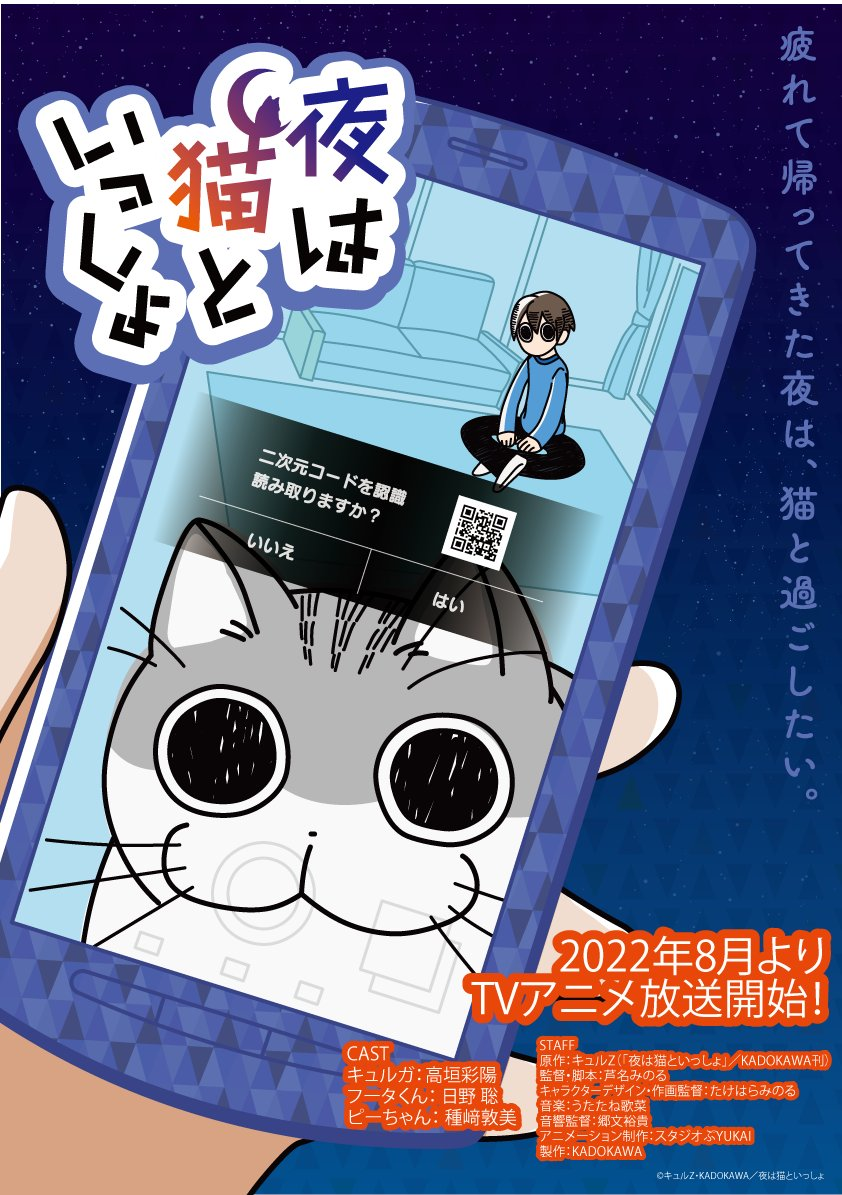 夜は
猫と
いっしょ
疲れて帰ってきた夜は、猫と過ごしたい。
二次元コードを認識
読み取りますか？
いいえ
はい
2022年8月より
TVアニメ放送開始！
CAST
キュルガ：高垣彩陽
フータくん：日野 聡
ピーちゃん：種﨑敦美
STAFF
原作：キュルZ（「夜は猫といっしょ」／KADOKAWA刊）
監督・脚本：芦名みのる
キャラクターデザイン・作画監督：たけはらみのる
音楽：うたたね歌菜
音響監督：郷文裕貴
アニメーション制作：スタジオぷYUKAI
製作：KADOKAWA
©キュルZ・KADOKAWA／夜は猫といっしょ